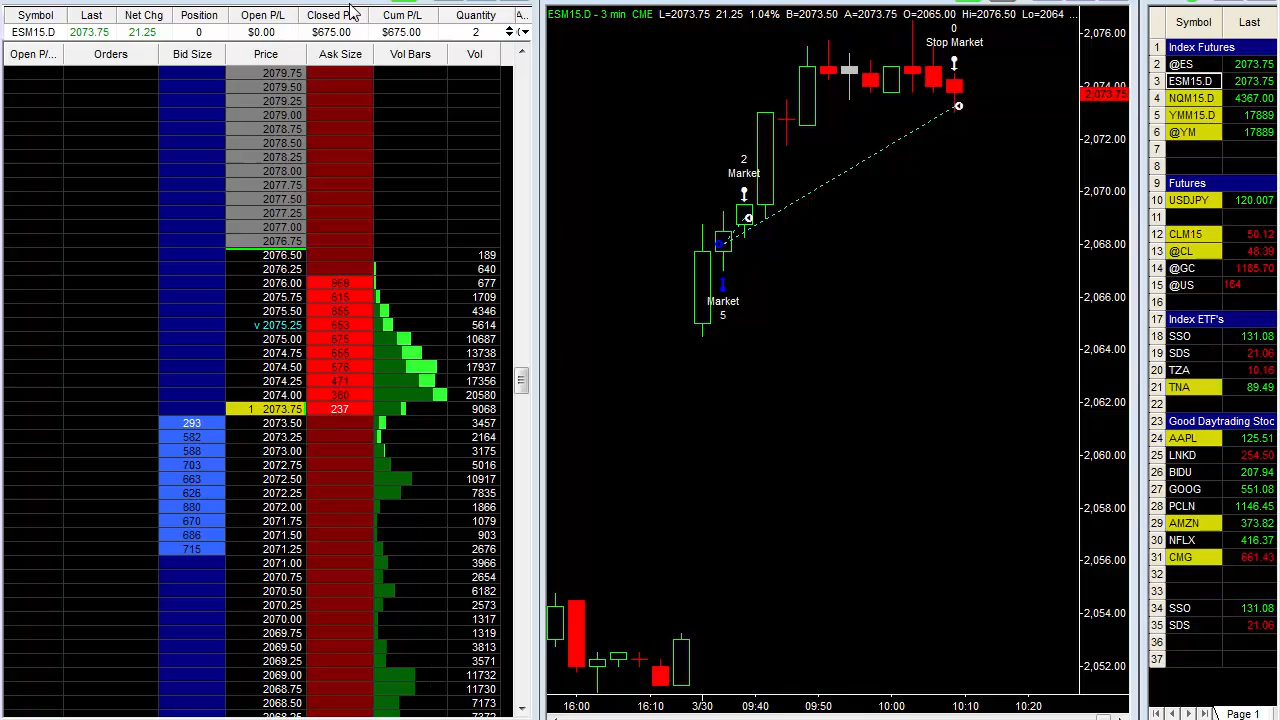 Symbol Last Net Chg Position Open P/L Closed P/L Cum P/L Quantity A..
ESM15.D 2073.75 21.25 0 $0.00 $675.00 $675.00 2
Open P/... Orders Bid Size Price Ask Size Vol Bars Vol
2079.75
2079.50
2079.25
2079.00
2078.75
2078.50
2078.25
2078.00
2077.75
2077.50
2077.25
2077.00
2076.75
2076.50 189
2076.25 640
2076.00 677
2075.75 615 1709
2075.50 4346
v 2075.25 653 5614
2075.00 675 10687
2074.75 13738
2074.50 17937
2074.25 471 17356
2074.00 20580
1 2073.75 237 9068
293 2073.50 3457
582 2073.25 2164
588 2073.00 3175
703 2072.75 5016
663 2072.50 10917
626 2072.25 7835
880 2072.00 1866
670 2071.75 1079
886 2071.50 903
715 2071.25 2676
2071.00 3966
2070.75 2654
2070.50 6182
2070.25 2573
2070.00 1317
2069.75 1319
2069.50 3813
2069.25 3571
2069.00 11732
2068.75 11730
2068.50 7173
2068.25 7372
ESM15.D - 3 min CME L=2073.75 21.25 1.04% B=2073.50 A=2073.75 O=2065.00 Hi=2076.50 Lo=2064 ...
0
Stop Market
2
Market
Market
5
2,076.00
2,074.00
2,073.75
2,072.00
2,070.00
2,068.00
2,066.00
2,064.00
2,062.00
2,060.00
2,058.00
2,056.00
2,054.00
2,052.00
16:00 16:10 3/30 09:40 09:50 10:00 10:10 10:20
Symbol Last
1 Index Futures
2 @ES 2073.75
3 ESM15.D 2073.75
4 NQM15.D 4367.00
5 YMM15.D 17889
6 @YM 17889
7
8
9 Futures
10 USDJPY 120.007
11
12 CLM15 50.12
13 @CL 48.39
14 @GC 1185.70
15 @US 164
16
17 Index ETF's
18 SSO 131.08
19 SDS 21.06
20 TZA 10.16
21 TNA 89.49
22
23 Good Daytrading Stoc
24 AAPL 125.51
25 LNKD 254.50
26 BIDU 207.94
27 GOOG 551.08
28 PCLN 1146.45
29 AMZN 373.82
30 NFLX 416.37
31 CMG 661.43
32
33
34 SSO 131.08
35 SDS 21.06
36
37
Page 1